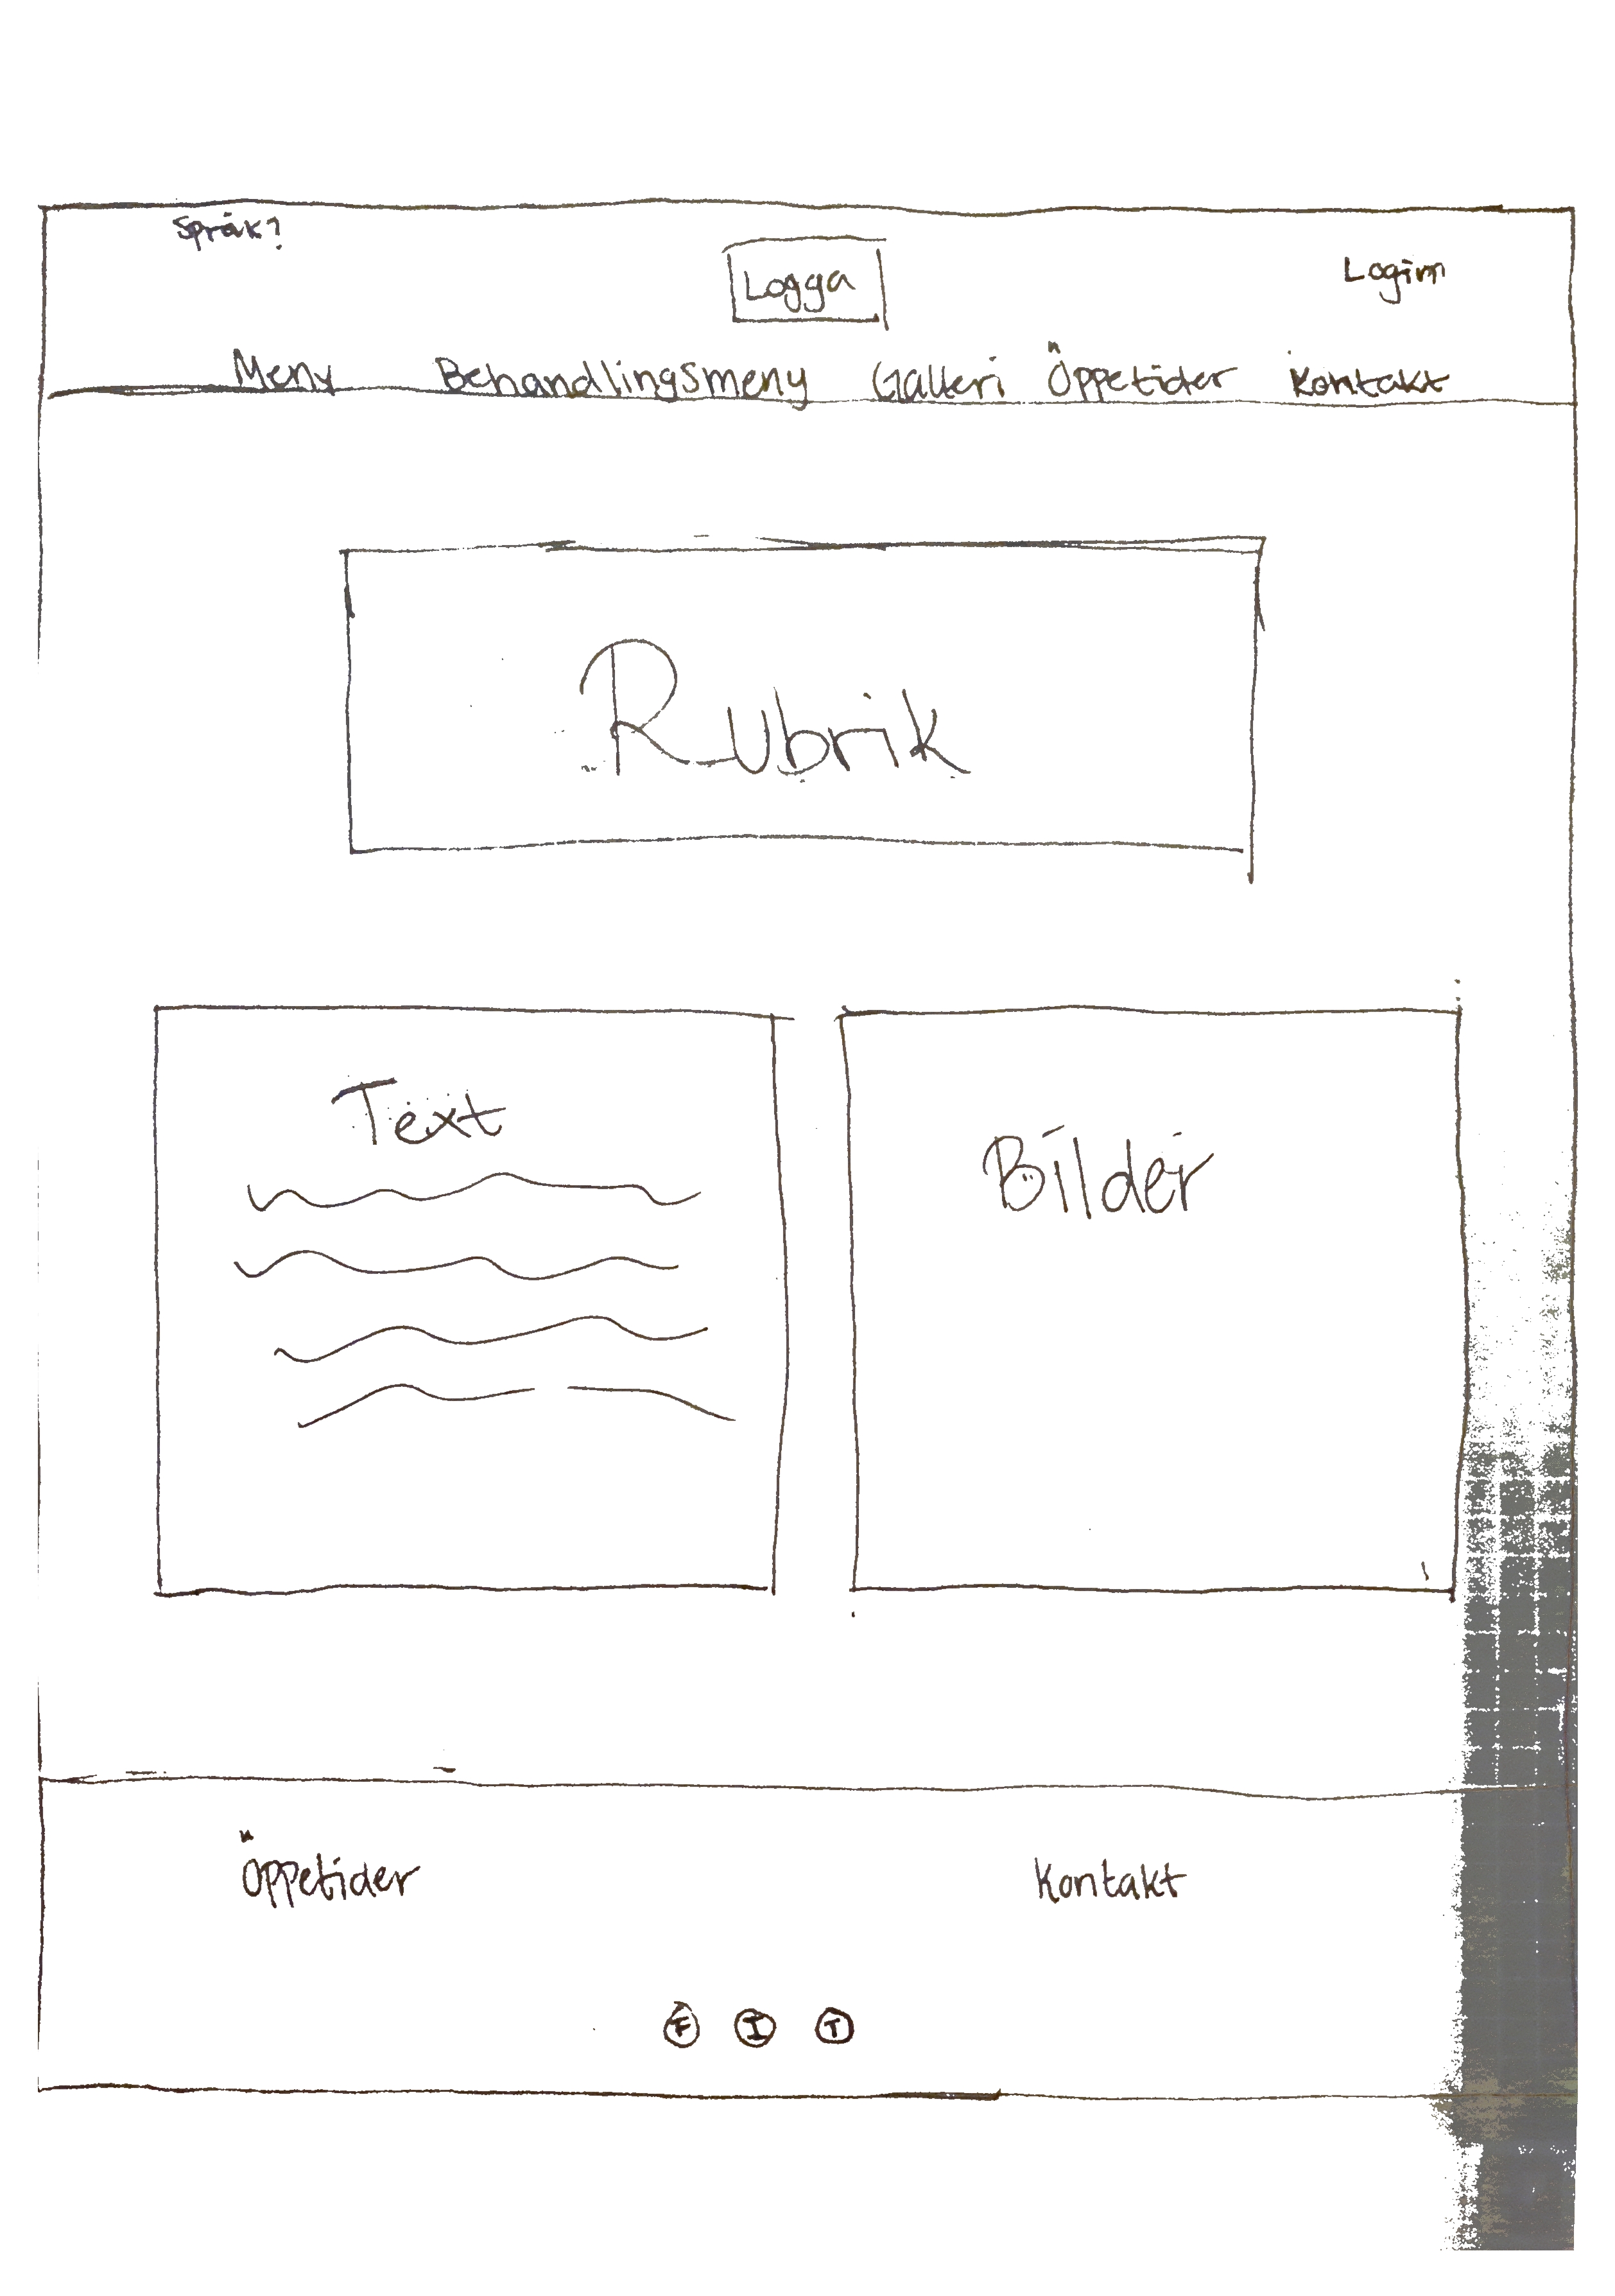 Språk?
Logga
Login
Meny Behandlingsmeny Galleri Öppetider Kontakt
Rubrik
Text
Bilder
Öppetider Kontakt
F I T